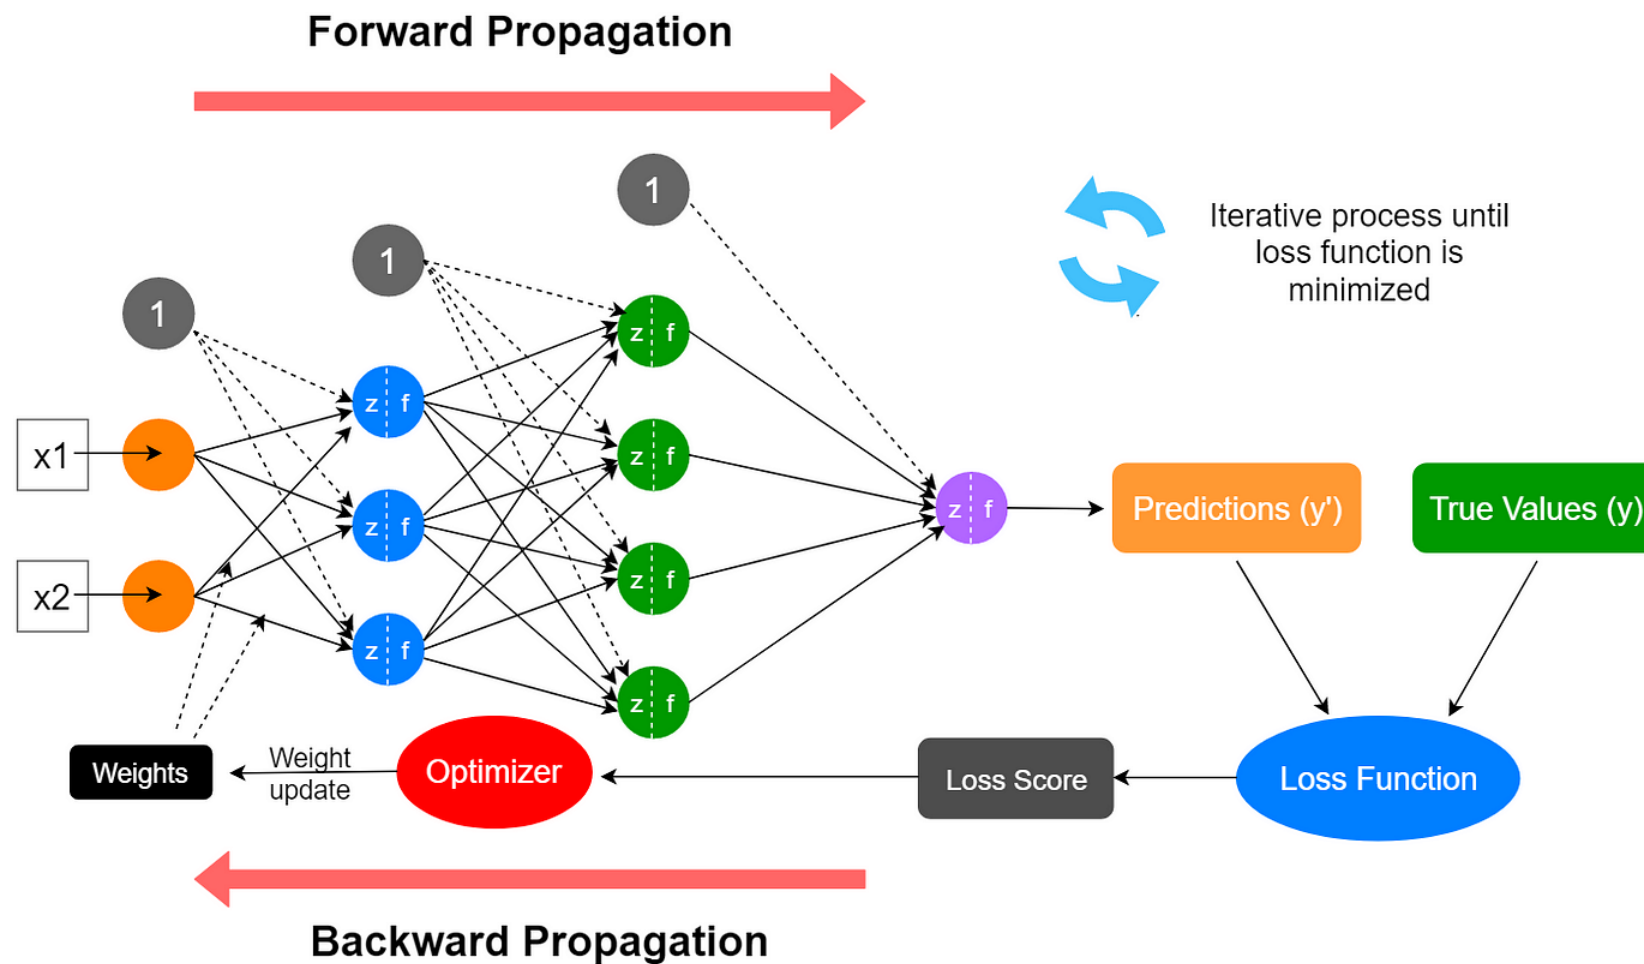 Forward Propagation
1
1
1
Iterative process until
loss function is
minimized
z f
z f
x1
z f
z f
z f
Predictions (y')
True Values (y)
z f
x2
z f
z f
Weights
Weight
update
Optimizer
Loss Score
Loss Function
Backward Propagation